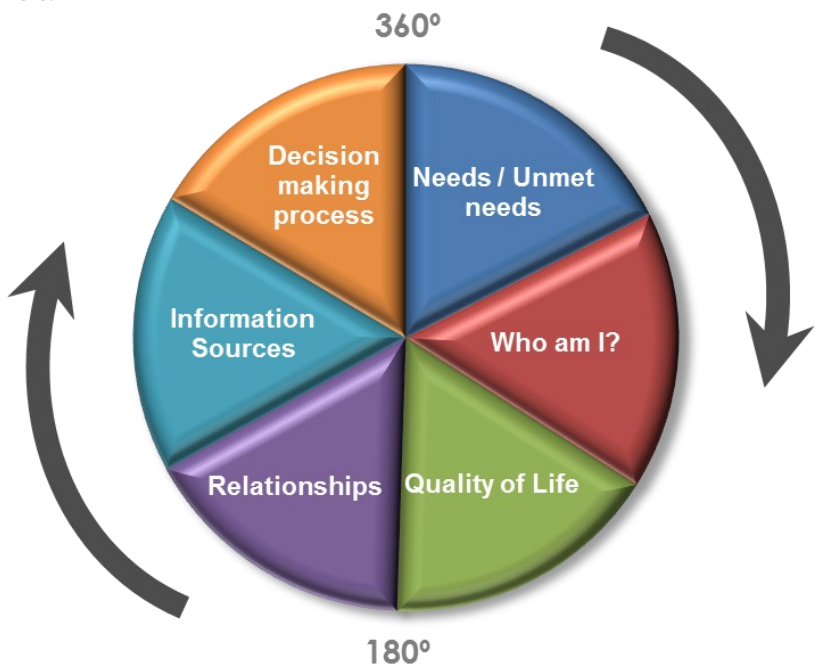 360º
Decision
making
process
Needs / Unmet
needs
Information
Sources
Who am I?
Relationships
Quality of Life
180º